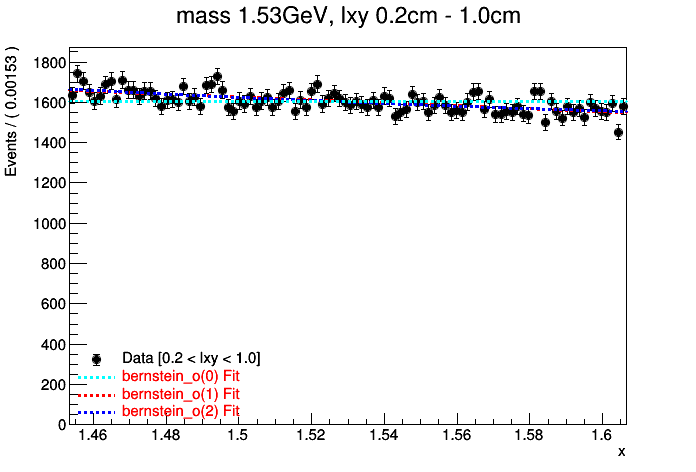 mass 1.53GeV, lxy 0.2cm - 1.0cm
Events / ( 0.00153 )
1800
1600
1400
1200
1000
800
600
400
200
0
Data [0.2 < lxy < 1.0]
bernstein_o(0) Fit
bernstein_o(1) Fit
bernstein_o(2) Fit
1.46 1.48 1.5 1.52 1.54 1.56 1.58 1.6
x